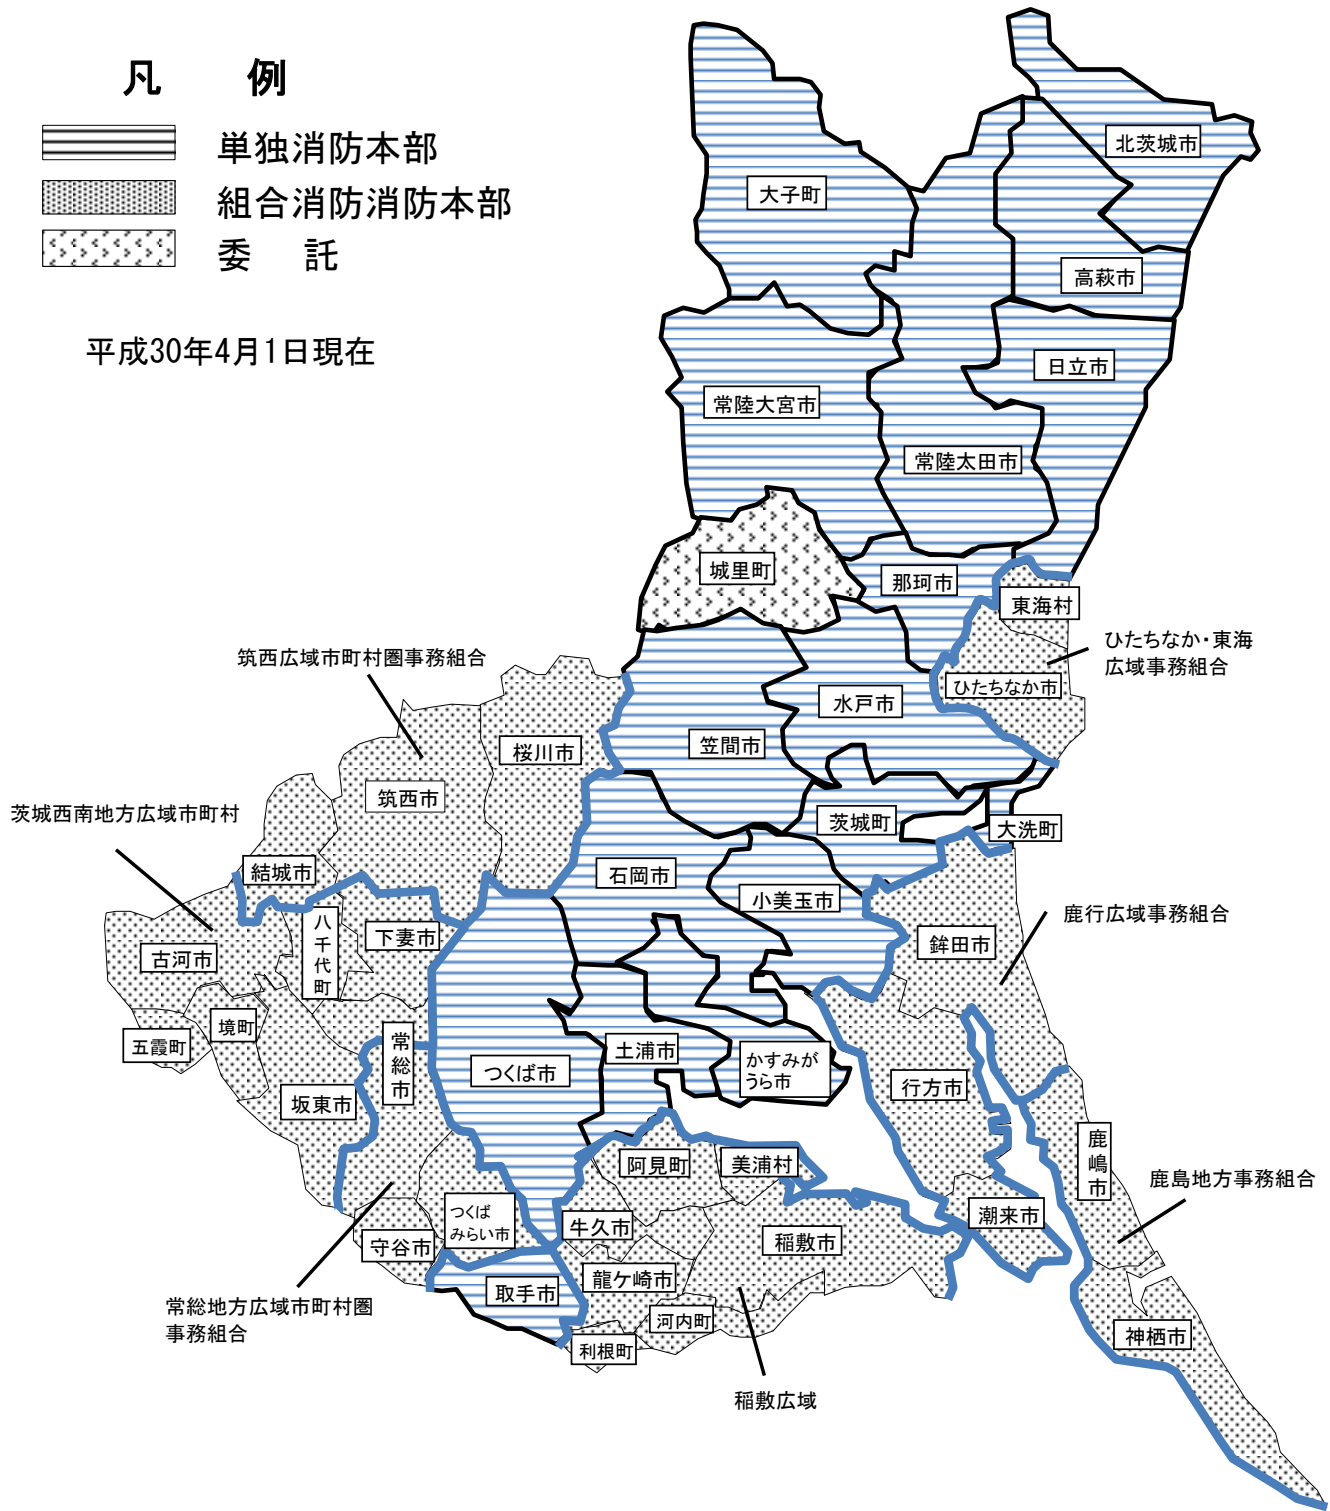 凡　例
単独消防本部
組合消防消防本部
委　託
平成30年4月1日現在
北茨城市
大子町
高萩市
日立市
常陸大宮市
常陸太田市
城里町
那珂市
東海村
ひたちなか・東海
広域事務組合
ひたちなか市
筑西広域市町村圏事務組合
水戸市
笠間市
桜川市
筑西市
茨城西南地方広域市町村
茨城町
大洗町
結城市
石岡市
小美玉市
鹿行広域事務組合
八千代町
下妻市
鉾田市
古河市
境町
五霞町
常総市
土浦市
かすみが
うら市
つくば市
行方市
坂東市
鹿嶋市
阿見町
美浦村
鹿島地方事務組合
つくば
みらい市
牛久市
潮来市
守谷市
稲敷市
龍ケ崎市
取手市
常総地方広域市町村圏
事務組合
河内町
利根町
神栖市
稲敷広域